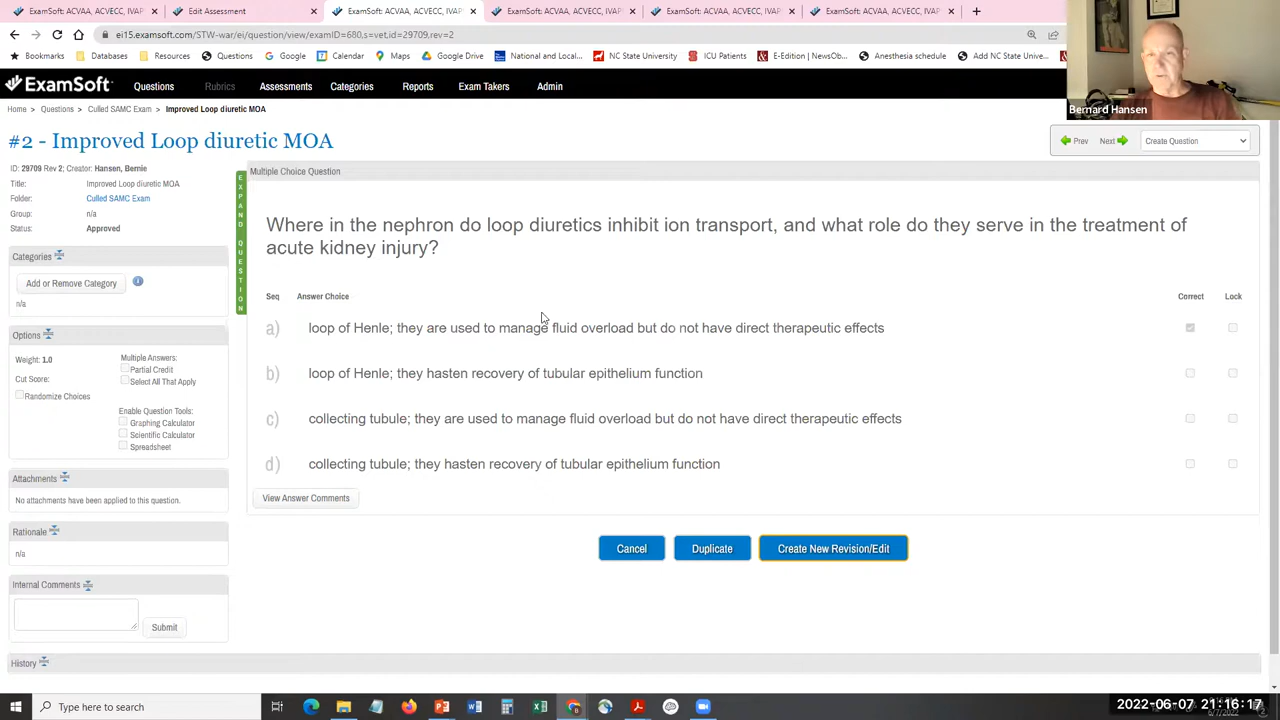 ExamSoft: ACVAA, ACVECC, IVAP
Edit Assessment
ExamSoft: ACVAA, ACVECC, IVAP
ExamSoft: ACVAA, ACVECC, IVAP
ExamSoft: ACVAA, ACVECC, IVAP
ExamSoft: ACVAA, ACVECC, IVAP
ei15.examsoft.com/STW-war/ei/question/view/examID=680,s=vet,id=29709,rev=2
Bookmarks Databases Resources Questions Google Calendar Maps Google Drive National and Local... NC State University ICU Patients E-Edition | NewsOb... Anesthesia schedule Add NC State Unive...
Bernard Hansen
ExamSoft Questions Rubrics Assessments Categories Reports Exam Takers Admin
Home > Questions > Culled SAMC Exam > Improved Loop diuretic MOA
#2 - Improved Loop diuretic MOA
Prev Next Create Question
ID: 29709 Rev 2; Creator: Hansen, Bernie
Title: Improved Loop diuretic MOA
Folder: Culled SAMC Exam
Group: n/a
Status: Approved
Categories
Add or Remove Category
n/a
Options
Weight: 1.0
Cut Score:
Randomize Choices
Multiple Answers:
Partial Credit
Select All That Apply
Enable Question Tools:
Graphing Calculator
Scientific Calculator
Spreadsheet
Attachments
No attachments have been applied to this question.
Rationale
n/a
Internal Comments
Submit
History
EXPAND QUESTION
Multiple Choice Question
Where in the nephron do loop diuretics inhibit ion transport, and what role do they serve in the treatment of
acute kidney injury?
Seq Answer Choice Correct Lock
a) loop of Henle; they are used to manage fluid overload but do not have direct therapeutic effects
b) loop of Henle; they hasten recovery of tubular epithelium function
c) collecting tubule; they are used to manage fluid overload but do not have direct therapeutic effects
d) collecting tubule; they hasten recovery of tubular epithelium function
View Answer Comments
Cancel Duplicate Create New Revision/Edit
Type here to search
2022-06-07 21:16:17